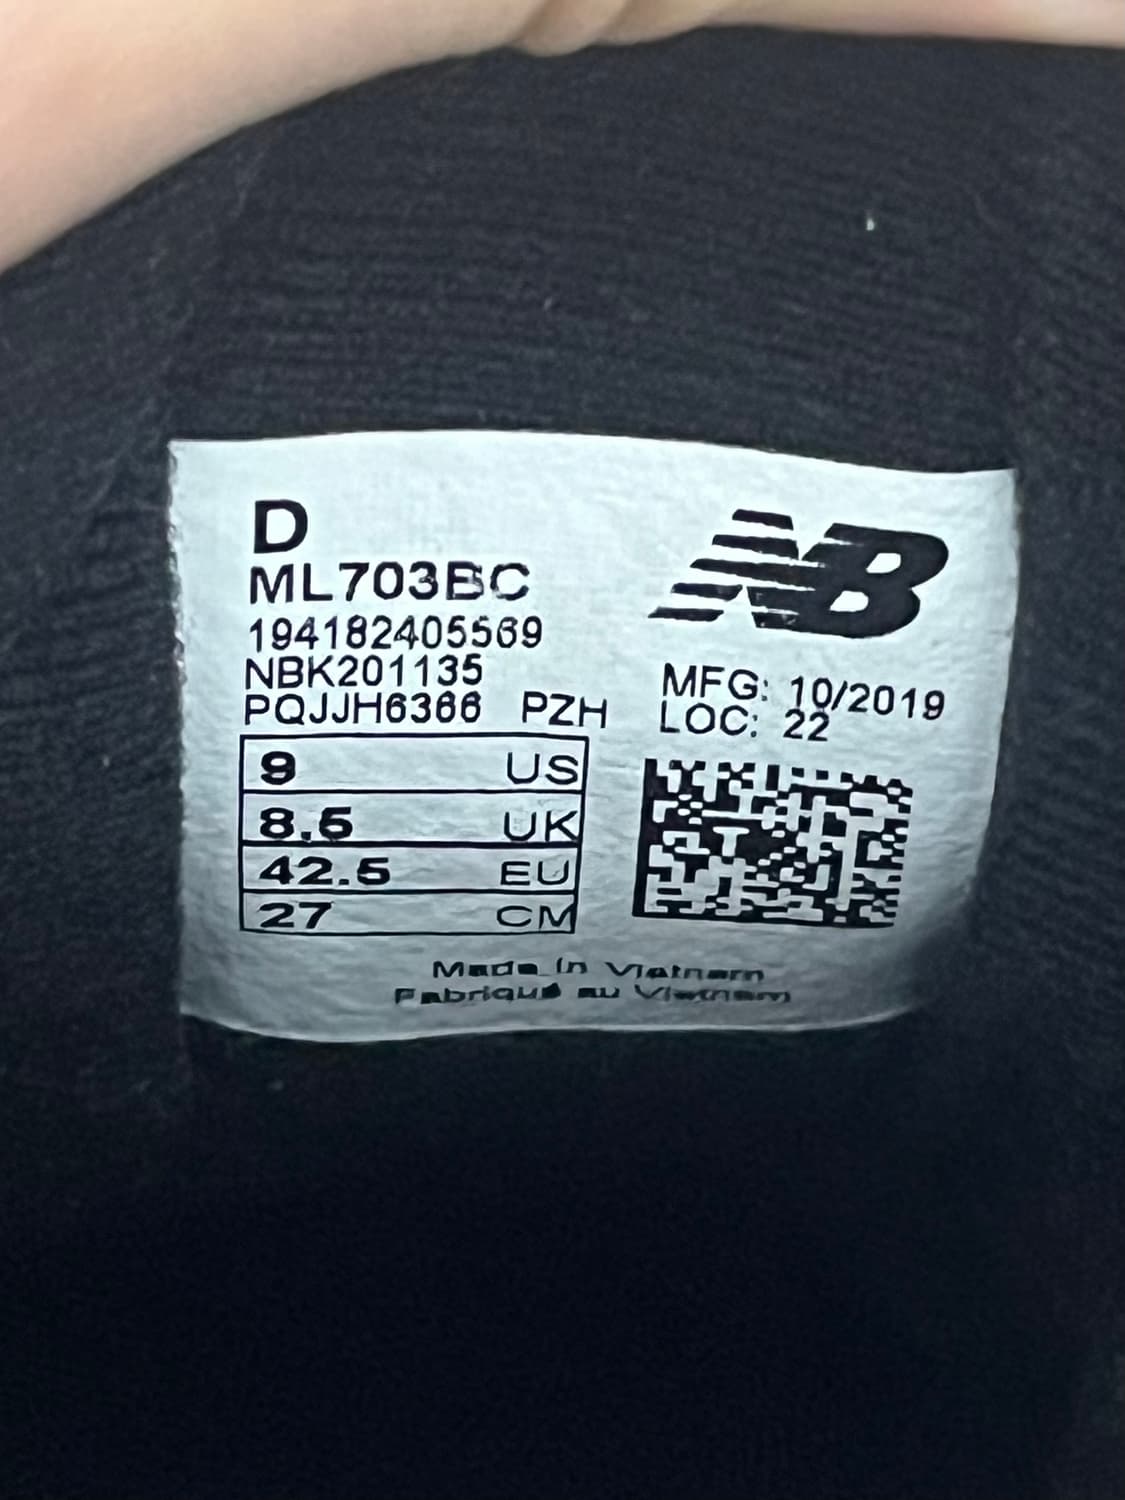 D
ML703BC
194182405569
NBK201135
PQJJH6366 PZH
9 US
8.5 UK
42.5 EU
27 CM
NB
MFG: 10/2019
LOC: 22
Made in Vietnam
Fabriqué au Vietnam